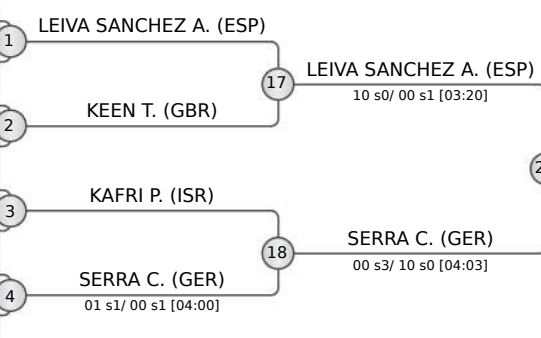 LEIVA SANCHEZ A. (ESP)
1
17
LEIVA SANCHEZ A. (ESP)
10 s0/ 00 s1 [03:20]
KEEN T. (GBR)
2
KAFRI P. (ISR)
3
18
SERRA C. (GER)
00 s3/ 10 s0 [04:03]
SERRA C. (GER)
4
01 s1/ 00 s1 [04:00]